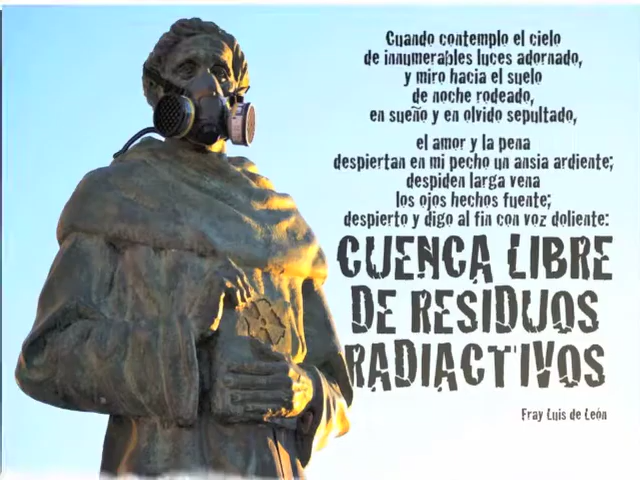 Cuando contemplo el cielo
de innumerables luces adornado,
y miro hacia el suelo
de noche rodeado,
en sueño y en olvido sepultado,
el amor y la pena
despiertan en mi pecho un ansia ardiente;
despiden larga vena
los ojos hechos fuente;
despierto y digo al fin con voz doliente:
CUENCA LIBRE
DE RESIDUOS
RADIACTIVOS
Fray Luis de León